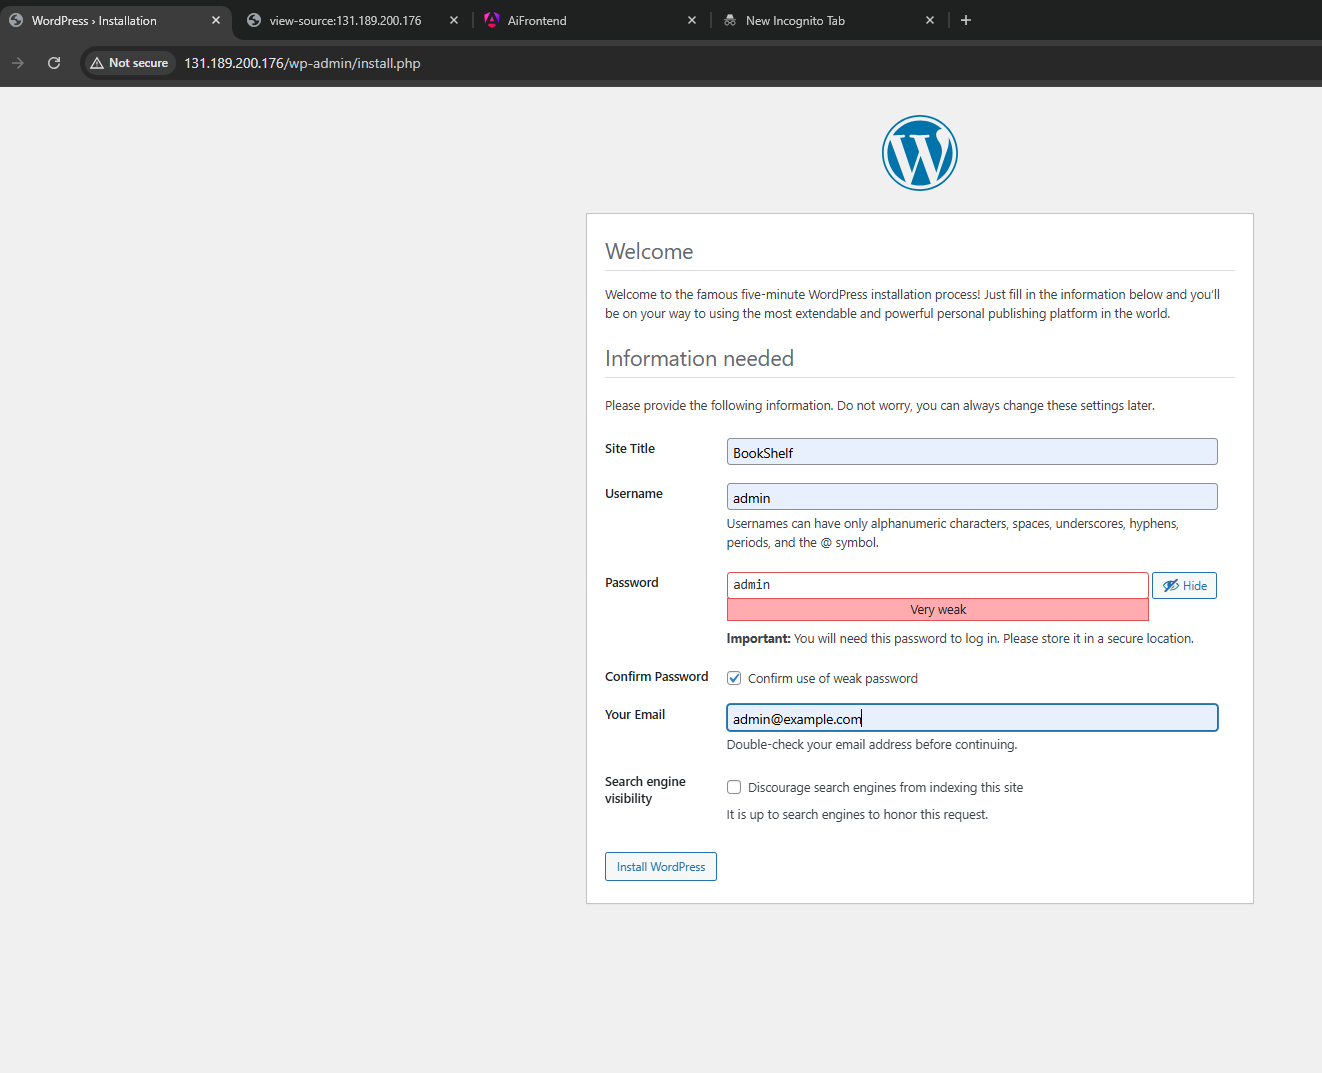 WordPress › Installation
view-source:131.189.200.176
AiFrontend
New Incognito Tab
Not secure
131.189.200.176/wp-admin/install.php
Welcome
Welcome to the famous five-minute WordPress installation process! Just fill in the information below and you'll
be on your way to using the most extendable and powerful personal publishing platform in the world.
Information needed
Please provide the following information. Do not worry, you can always change these settings later.
Site Title
BookShelf
Username
admin
Usernames can have only alphanumeric characters, spaces, underscores, hyphens,
periods, and the @ symbol.
Password
admin
Hide
Very weak
Important: You will need this password to log in. Please store it in a secure location.
Confirm Password
Confirm use of weak password
Your Email
admin@example.com
Double-check your email address before continuing.
Search engine
visibility
Discourage search engines from indexing this site
It is up to search engines to honor this request.
Install WordPress